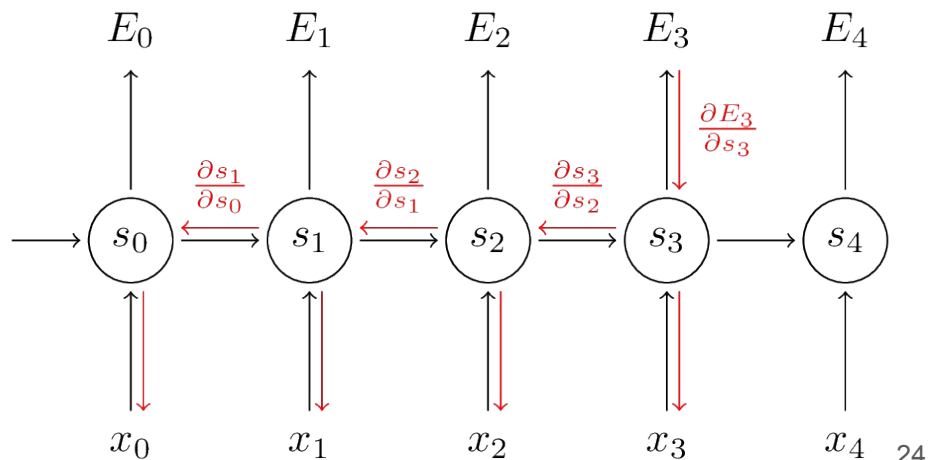 E₀ E₁ E₂ E₃ E₄
∂E₃/∂s₃
∂s₁/∂s₀ ∂s₂/∂s₁ ∂s₃/∂s₂
s₀ s₁ s₂ s₃ s₄
x₀ x₁ x₂ x₃ x₄
24